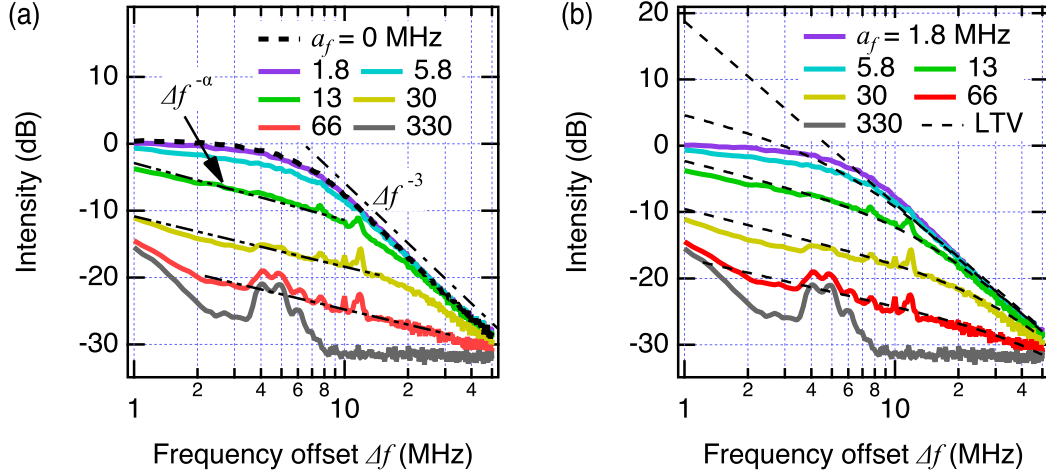 (a)
a_f = 0 MHz
1.8 5.8
13 30
66 330
Δf^-α
Δf^-3
10
0
-10
-20
-30
Intensity (dB)
1 2 4 6 8 10 2 4
Frequency offset Δf (MHz)
(b)
a_f = 1.8 MHz
5.8 13
30 66
330 LTV
20
10
0
-10
-20
-30
Intensity (dB)
1 2 4 6 8 10 2 4
Frequency offset Δf (MHz)